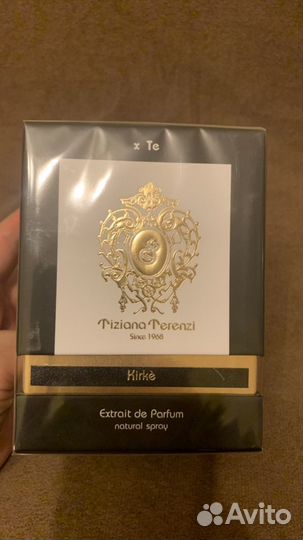 x Te
Tiziana Terenzi
Since 1968
Kirkè
Extrait de Parfum
natural spray
Avito